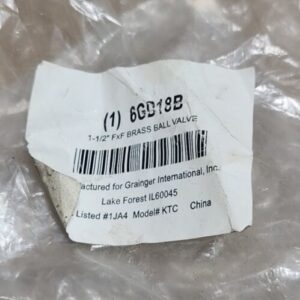 (1) 6GD18B
1-1/2" FxF BRASS BALL VALVE
factured for Grainger International, Inc.
Lake Forest IL60045
Listed #1JA4 Model# KTC China